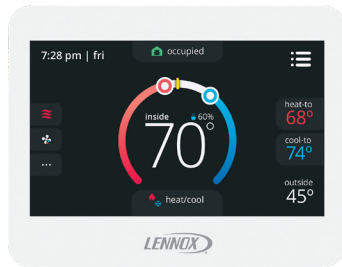 7:28 pm | fri
occupied
inside
60%
70°
heat-to
68°
cool-to
74°
outside
45°
heat/cool
LENNOX